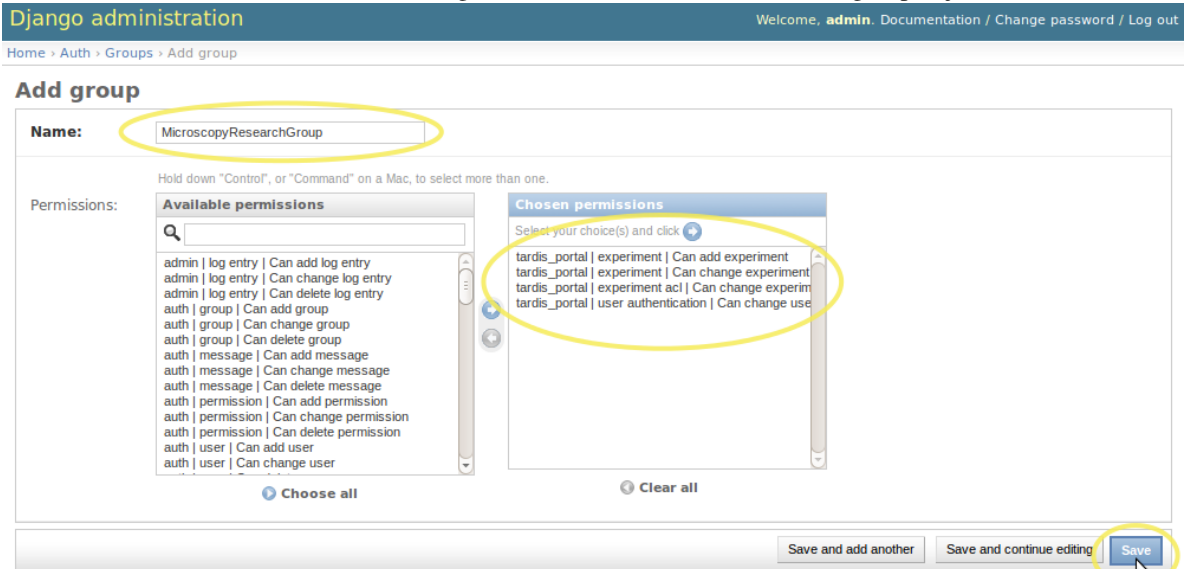 Django administration
Welcome, admin. Documentation / Change password / Log out
Home › Auth › Groups › Add group
Add group
Name: MicroscopyResearchGroup
Hold down "Control", or "Command" on a Mac, to select more than one.
Permissions:
Available permissions
admin | log entry | Can add log entry
admin | log entry | Can change log entry
admin | log entry | Can delete log entry
auth | group | Can add group
auth | group | Can change group
auth | group | Can delete group
auth | message | Can add message
auth | message | Can change message
auth | message | Can delete message
auth | permission | Can add permission
auth | permission | Can change permission
auth | permission | Can delete permission
auth | user | Can add user
auth | user | Can change user
Choose all
Chosen permissions
Select your choice(s) and click
tardis_portal | experiment | Can add experiment
tardis_portal | experiment | Can change experiment
tardis_portal | experiment acl | Can change experim
tardis_portal | user authentication | Can change use
Clear all
Save and add another
Save and continue editing
Save